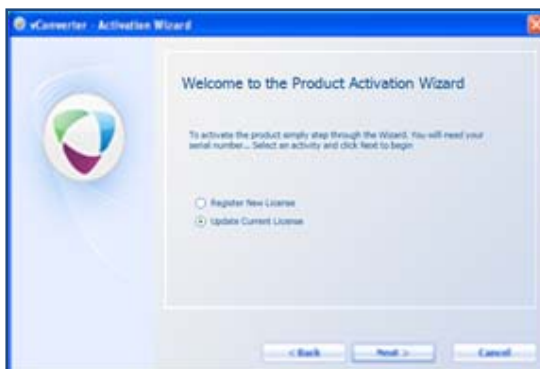 vConverter - Activation Wizard
Welcome to the Product Activation Wizard
To activate the product simply step through the Wizard. You will need your
serial number... Select an activity and click Next to begin
Register New License
Update Current License
< Back
Next >
Cancel